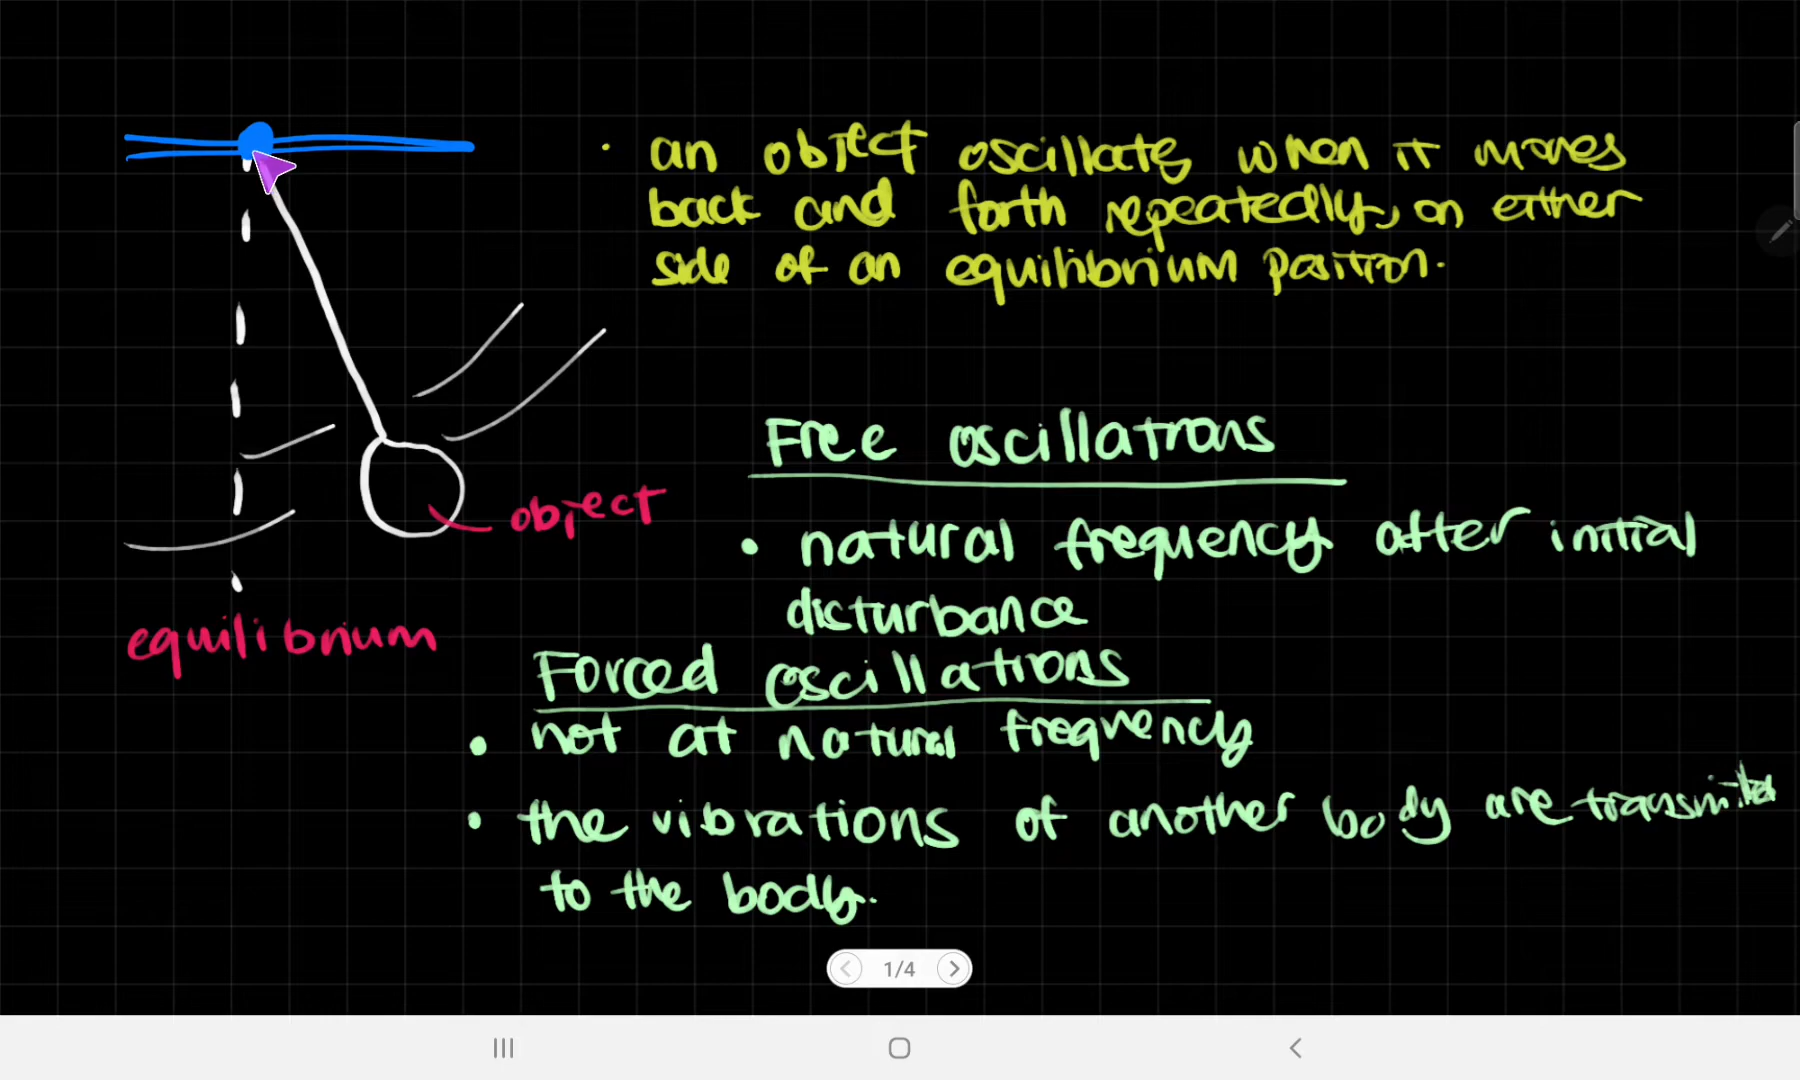 · an object oscillates when it moves
back and forth repeatedly, on either
side of an equilibrium position.
object
equilibrium
Free oscillations
• natural frequency after initial
disturbance
Forced oscillations
• not at natural frequency
• the vibrations of another body are transmitted
to the body.
1/4